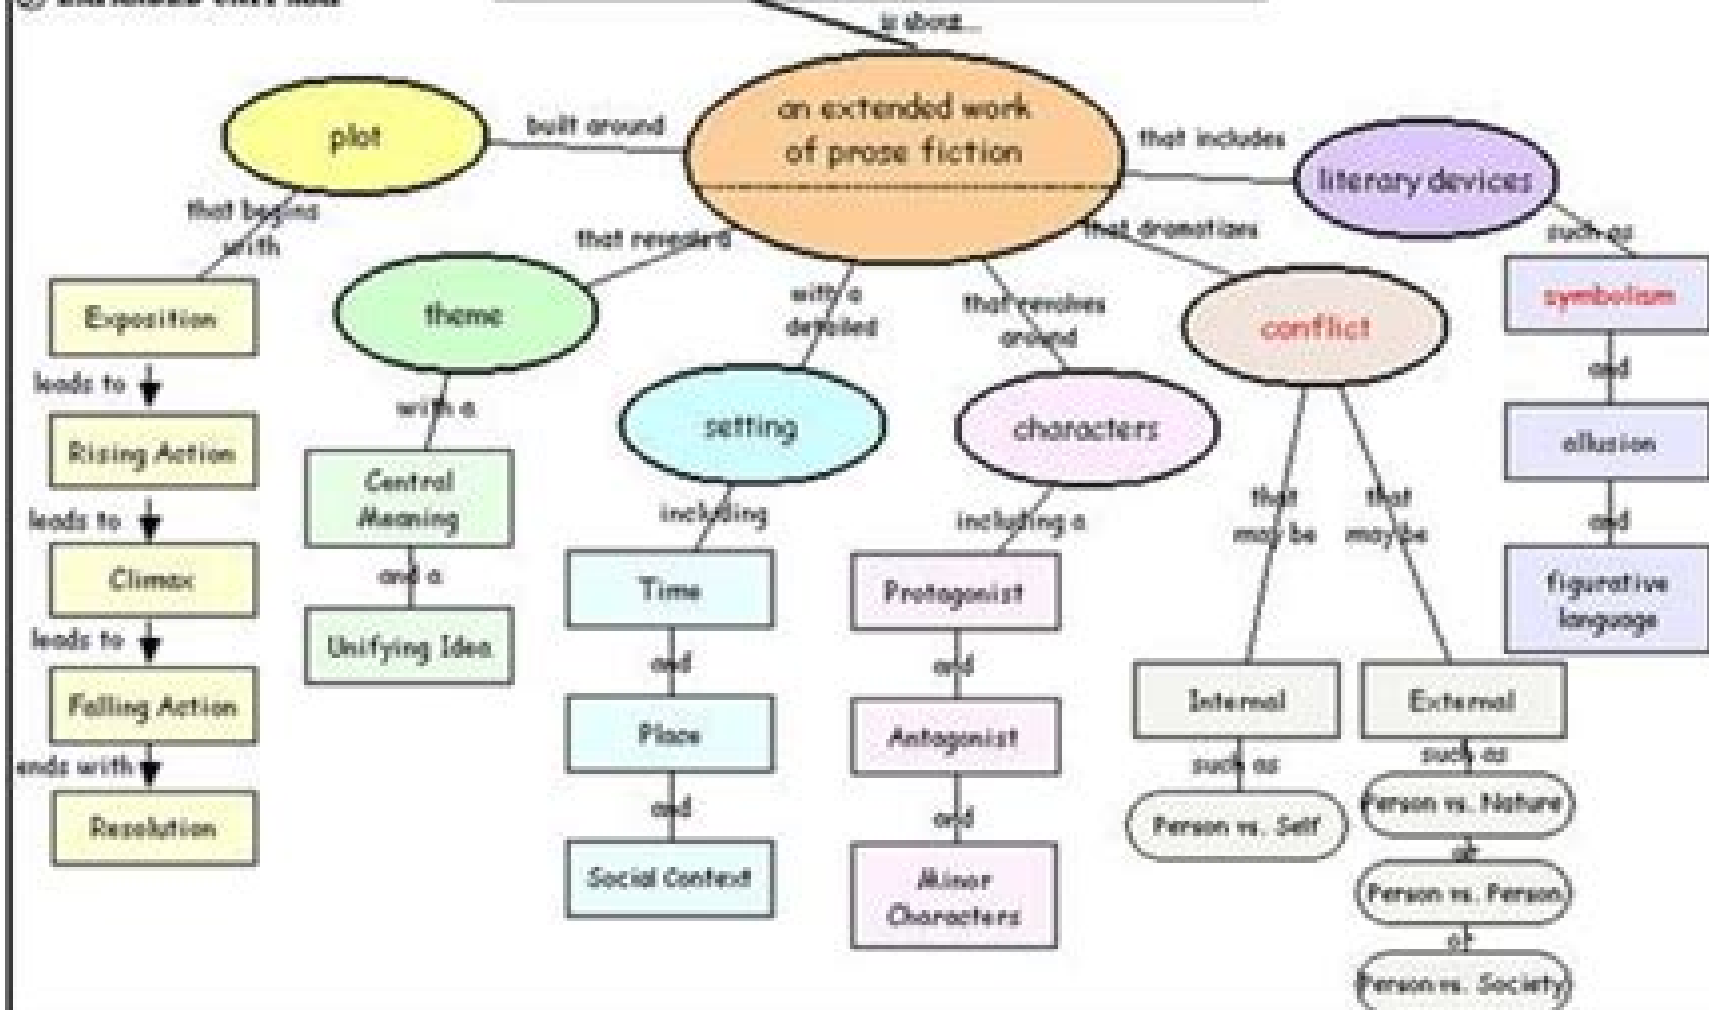 is about...
an extended work
of prose fiction
built around
plot
that begins
with
Exposition
leads to
Rising Action
leads to
Climax
leads to
Falling Action
ends with
Resolution
that revealed
theme
with a
Central
Meaning
and a
Unifying Idea
with a
detailed
setting
including
Time
and
Place
and
Social Context
that revolves
around
characters
including a
Protagonist
and
Antagonist
and
Minor
Characters
that dramatizes
conflict
that
may be
Internal
such as
Person vs. Self
that
may be
External
such as
Person vs. Nature
or
Person vs. Person
or
Person vs. Society
that includes
literary devices
such as
symbolism
and
allusion
and
figurative
language